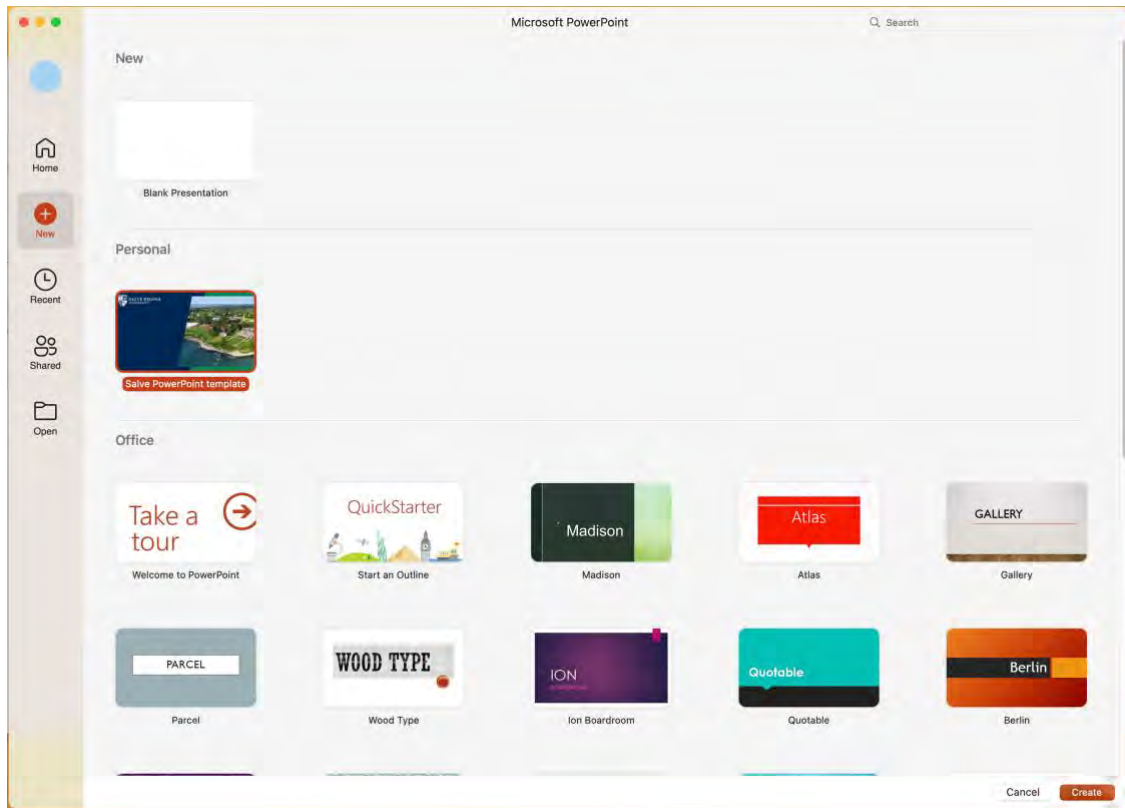 Microsoft PowerPoint
Search
New
Blank Presentation
Home
New
Recent
Shared
Open
Personal
SALVE REGINA
Salve PowerPoint template
Office
Take a
tour
Welcome to PowerPoint
QuickStarter
Start an Outline
Madison
Madison
Atlas
Atlas
GALLERY
Gallery
PARCEL
Parcel
WOOD TYPE
Wood Type
ION
Ion Boardroom
Quotable
Quotable
Berlin
Berlin
Cancel
Create